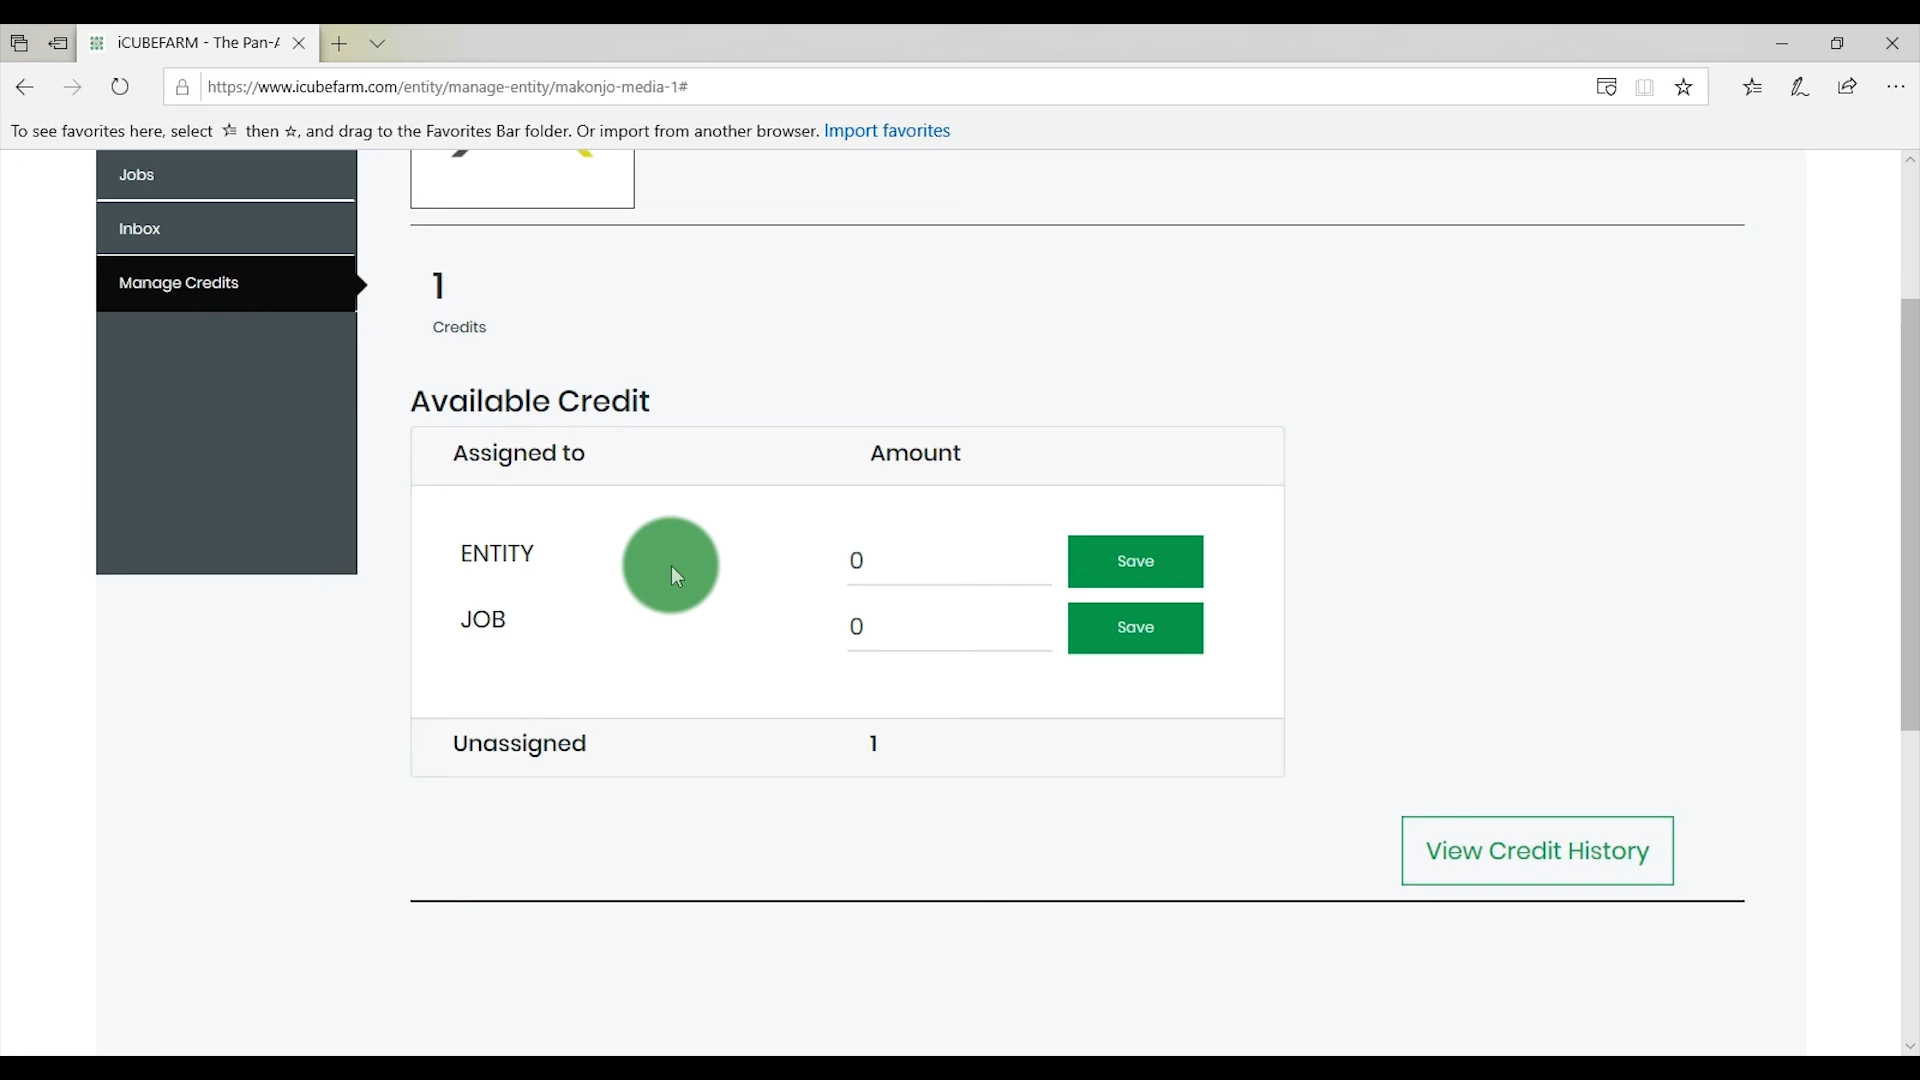 iCUBEFARM - The Pan-A
https://www.icubefarm.com/entity/manage-entity/makonjo-media-1#
To see favorites here, select then , and drag to the Favorites Bar folder. Or import from another browser. Import favorites
Jobs
Inbox
Manage Credits
1
Credits
Available Credit
Assigned to Amount
ENTITY 0 Save
JOB 0 Save
Unassigned 1
View Credit History